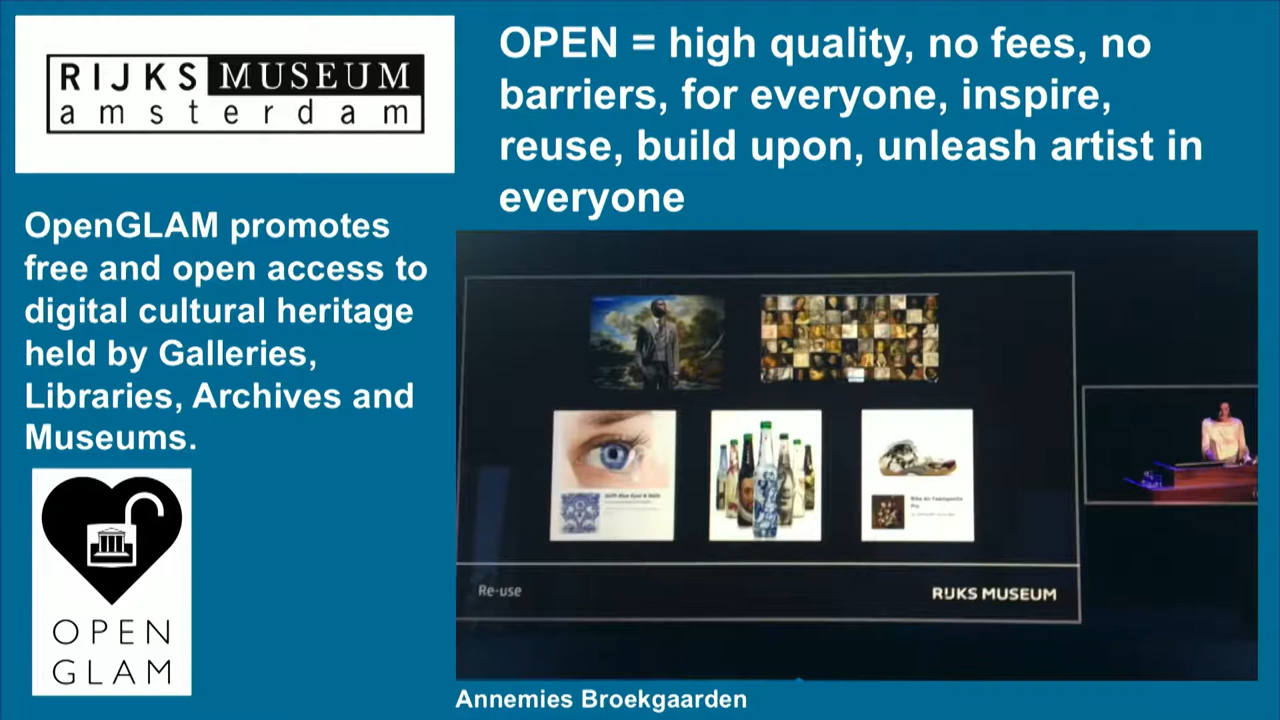 RIJKS MUSEUM
amsterdam
OPEN = high quality, no fees, no
barriers, for everyone, inspire,
reuse, build upon, unleash artist in
everyone
OpenGLAM promotes
free and open access to
digital cultural heritage
held by Galleries,
Libraries, Archives and
Museums.
OPEN
GLAM
Re-use
RIJKS MUSEUM
Annemies Broekgaarden